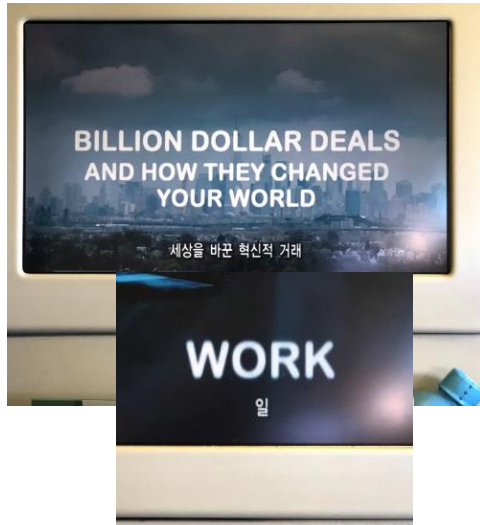 BILLION DOLLAR DEALS
AND HOW THEY CHANGED
YOUR WORLD
세상을 바꾼 혁신적 거래
WORK
일